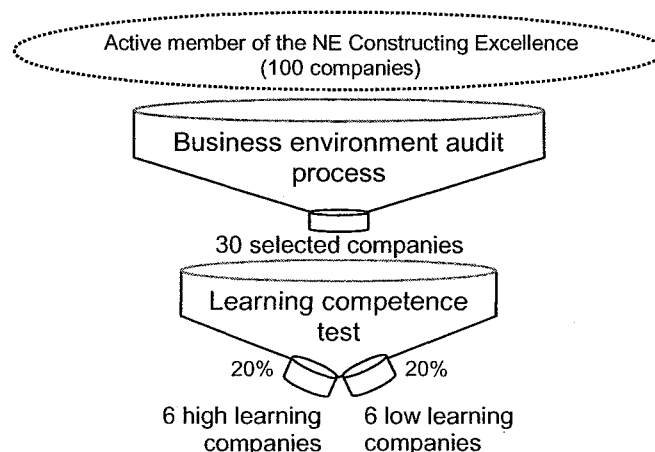 Active member of the NE Constructing Excellence
(100 companies)
Business environment audit
process
30 selected companies
Learning competence
test
20% 20%
6 high learning 6 low learning
companies companies